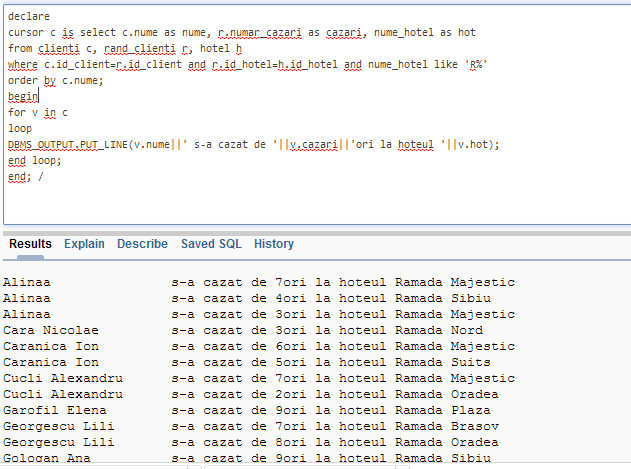 declare
cursor c is select c.nume as nume, r.numar_cazari as cazari, nume_hotel as hot
from clienti c, rand_clienti r, hotel h
where c.id_client=r.id_client and r.id_hotel=h.id_hotel and nume_hotel like 'R%'
order by c.nume;
begin
for v in c
loop
DBMS_OUTPUT.PUT_LINE(v.nume||' s-a cazat de '||v.cazari||'ori la hoteul '||v.hot);
end loop;
end; /
Results Explain Describe Saved SQL History
Alinaa s-a cazat de 7ori la hoteul Ramada Majestic
Alinaa s-a cazat de 4ori la hoteul Ramada Sibiu
Alinaa s-a cazat de 3ori la hoteul Ramada Majestic
Cara Nicolae s-a cazat de 3ori la hoteul Ramada Nord
Caranica Ion s-a cazat de 6ori la hoteul Ramada Majestic
Caranica Ion s-a cazat de 5ori la hoteul Ramada Suits
Cucli Alexandru s-a cazat de 7ori la hoteul Ramada Majestic
Cucli Alexandru s-a cazat de 2ori la hoteul Ramada Oradea
Garofil Elena s-a cazat de 9ori la hoteul Ramada Plaza
Georgescu Lili s-a cazat de 7ori la hoteul Ramada Brasov
Georgescu Lili s-a cazat de 8ori la hoteul Ramada Oradea
Gologan Ana s-a cazat de 9ori la hoteul Ramada Sibiu